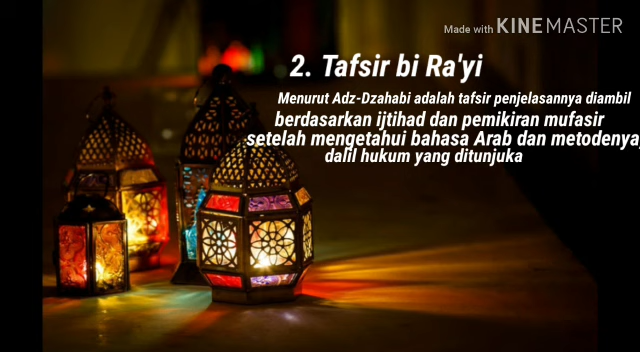 Made with KINEMASTER
2. Tafsir bi Ra'yi
Menurut Adz-Dzahabi adalah tafsir penjelasannya diambil
berdasarkan ijtihad dan pemikiran mufasir
setelah mengetahui bahasa Arab dan metodenya,
dalil hukum yang ditunjuka